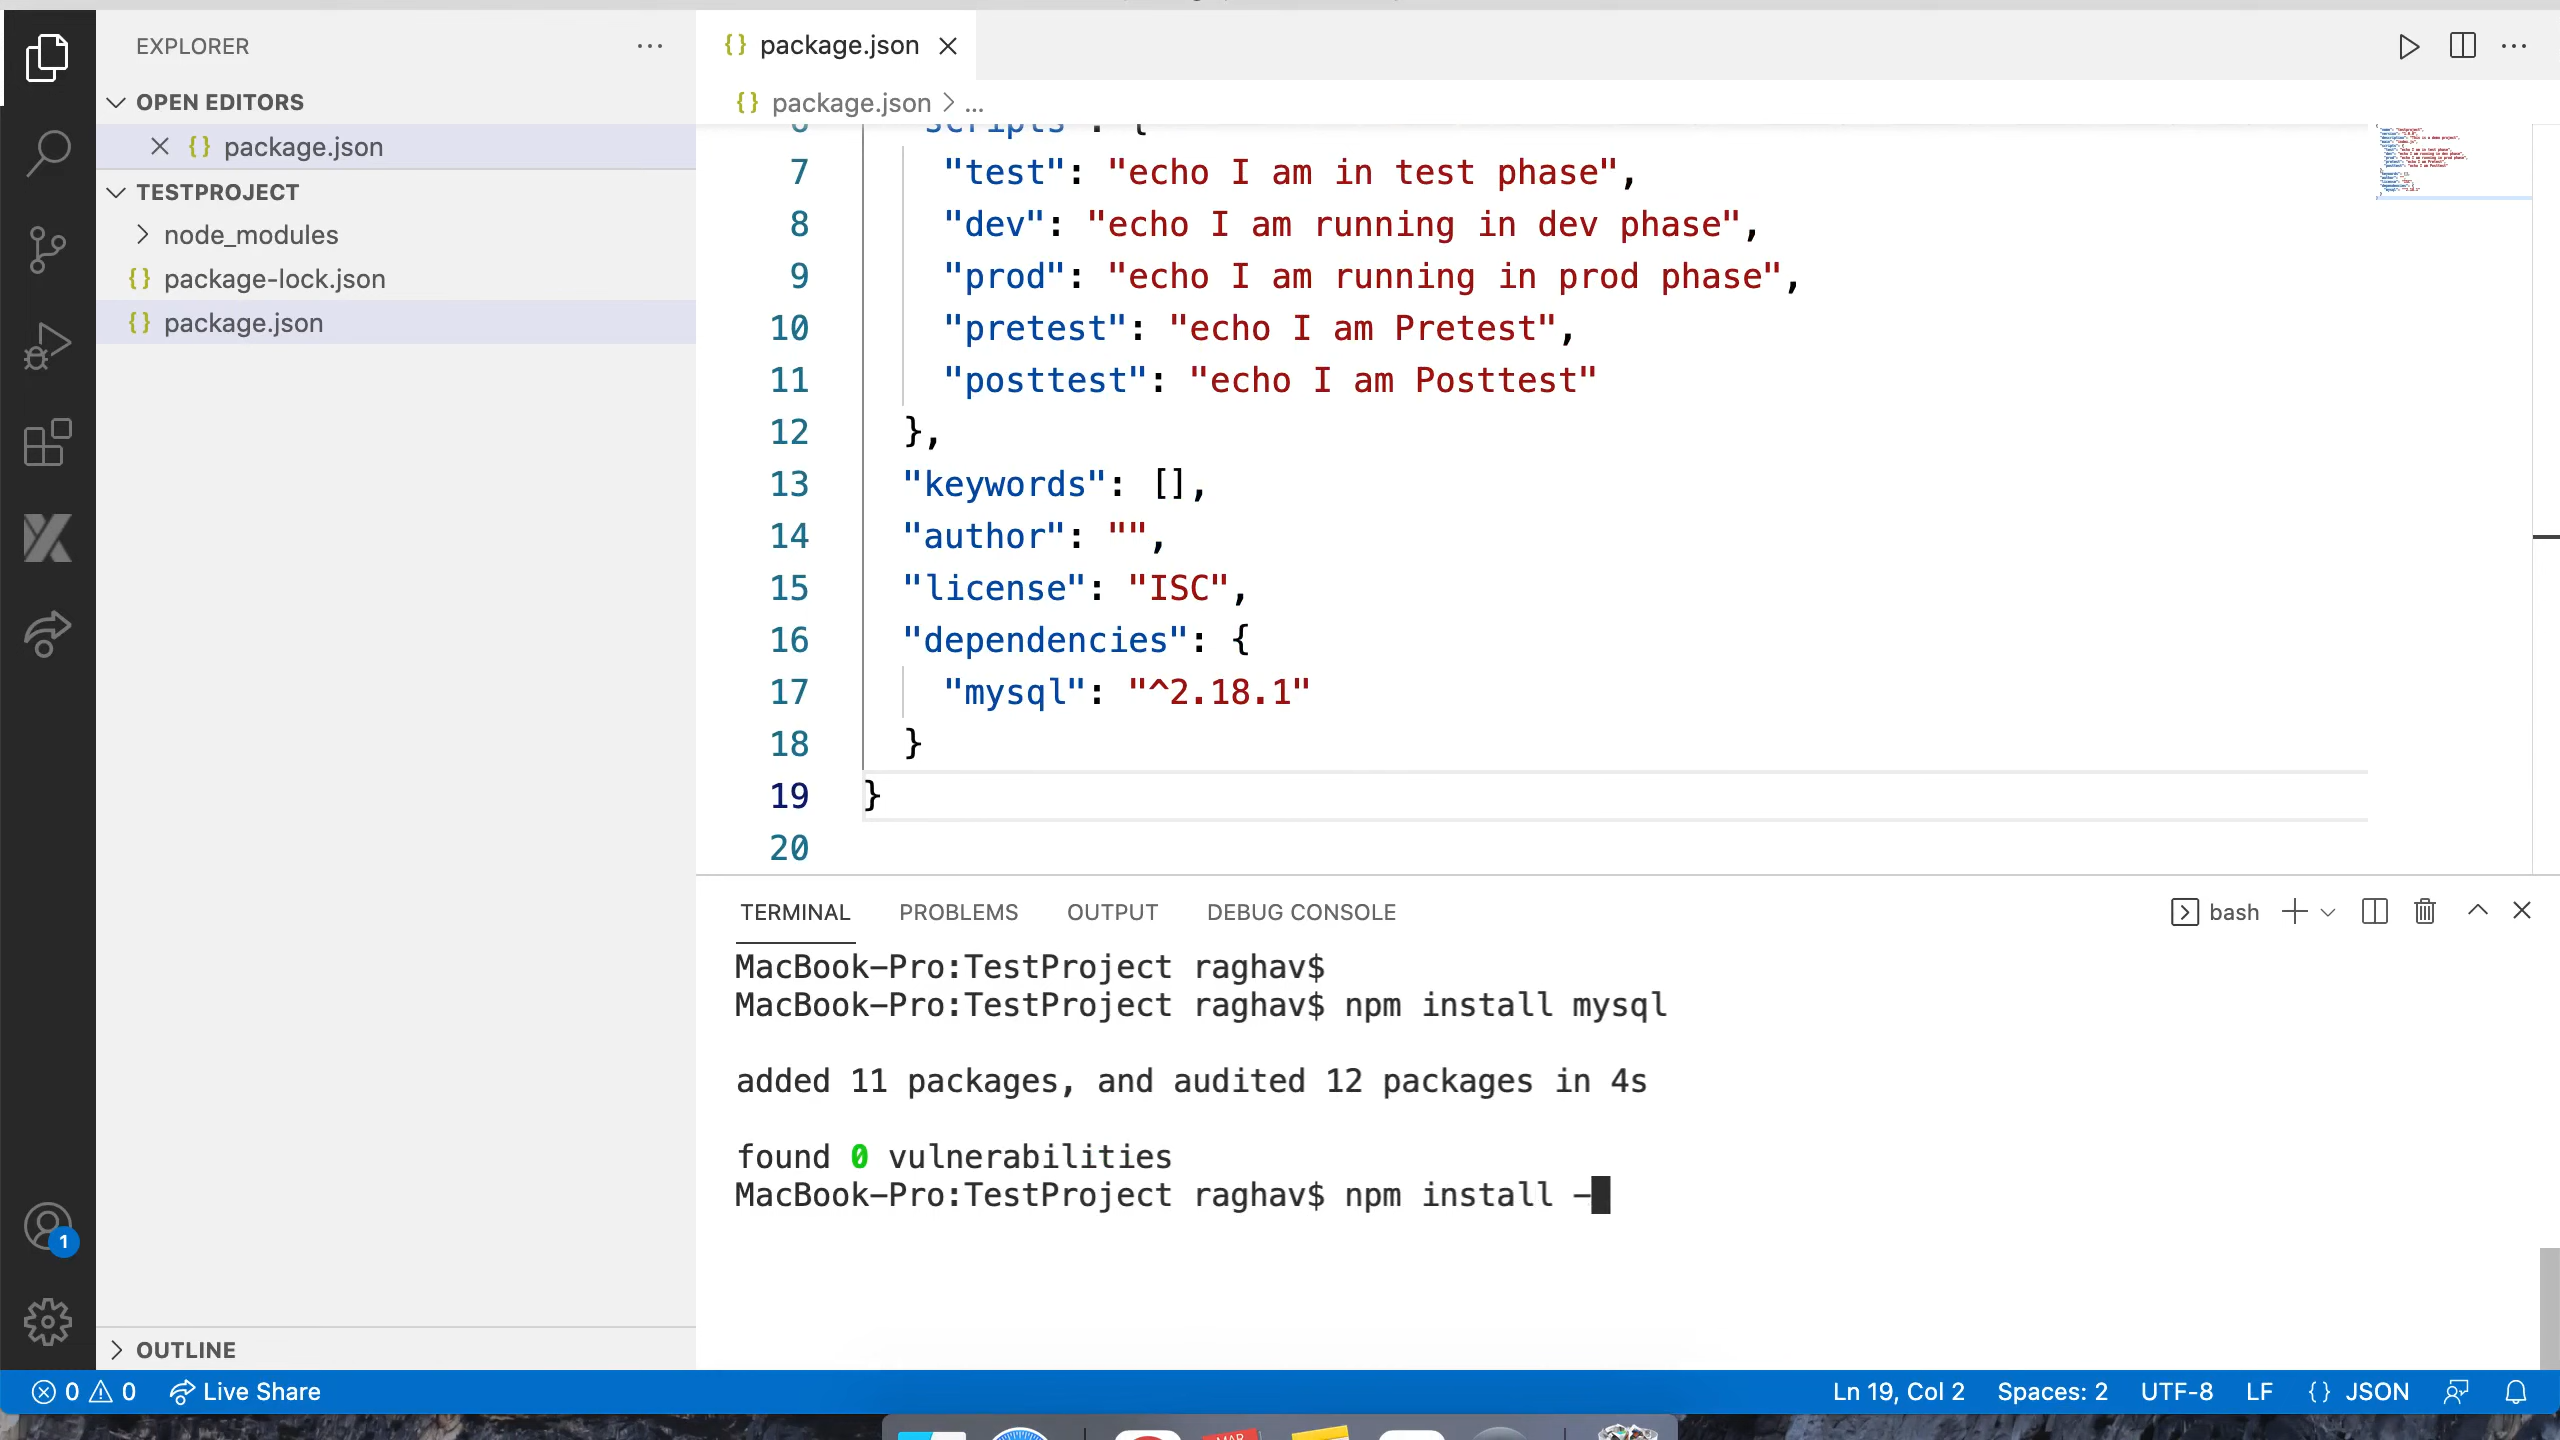 EXPLORER
OPEN EDITORS
package.json
TESTPROJECT
node_modules
package-lock.json
package.json
OUTLINE
package.json
package.json > ...
6 "scripts": {
7 "test": "echo I am in test phase",
8 "dev": "echo I am running in dev phase",
9 "prod": "echo I am running in prod phase",
10 "pretest": "echo I am Pretest",
11 "posttest": "echo I am Posttest"
12 },
13 "keywords": [],
14 "author": "",
15 "license": "ISC",
16 "dependencies": {
17 "mysql": "^2.18.1"
18 }
19 }
20
TERMINAL PROBLEMS OUTPUT DEBUG CONSOLE bash
MacBook-Pro:TestProject raghav$
MacBook-Pro:TestProject raghav$ npm install mysql
added 11 packages, and audited 12 packages in 4s
found 0 vulnerabilities
MacBook-Pro:TestProject raghav$ npm install -
1
0 0 Live Share Ln 19, Col 2 Spaces: 2 UTF-8 LF {} JSON
MAR